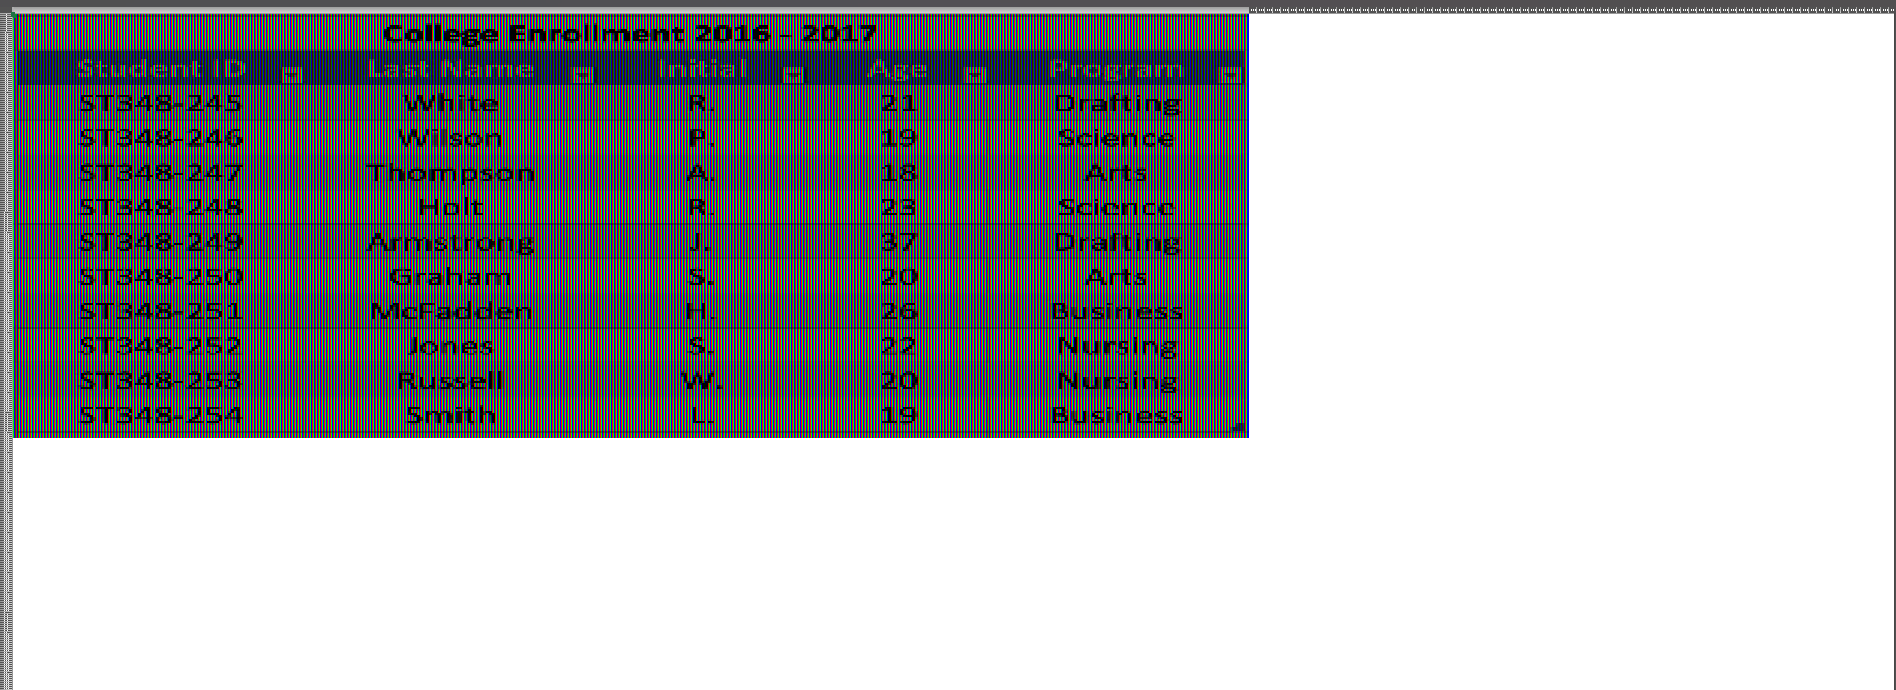 College Enrollment 2016 - 2017
Student ID Last Name Initial Age Program
ST348-245 White R. 21 Drafting
ST348-246 Wilson P. 19 Science
ST348-247 Thompson A. 18 Arts
ST348-248 Holt R. 23 Science
ST348-249 Armstrong J. 37 Drafting
ST348-250 Graham S. 20 Arts
ST348-251 McFadden H. 26 Business
ST348-252 Jones S. 22 Nursing
ST348-253 Russell W. 20 Nursing
ST348-254 Smith L. 19 Business